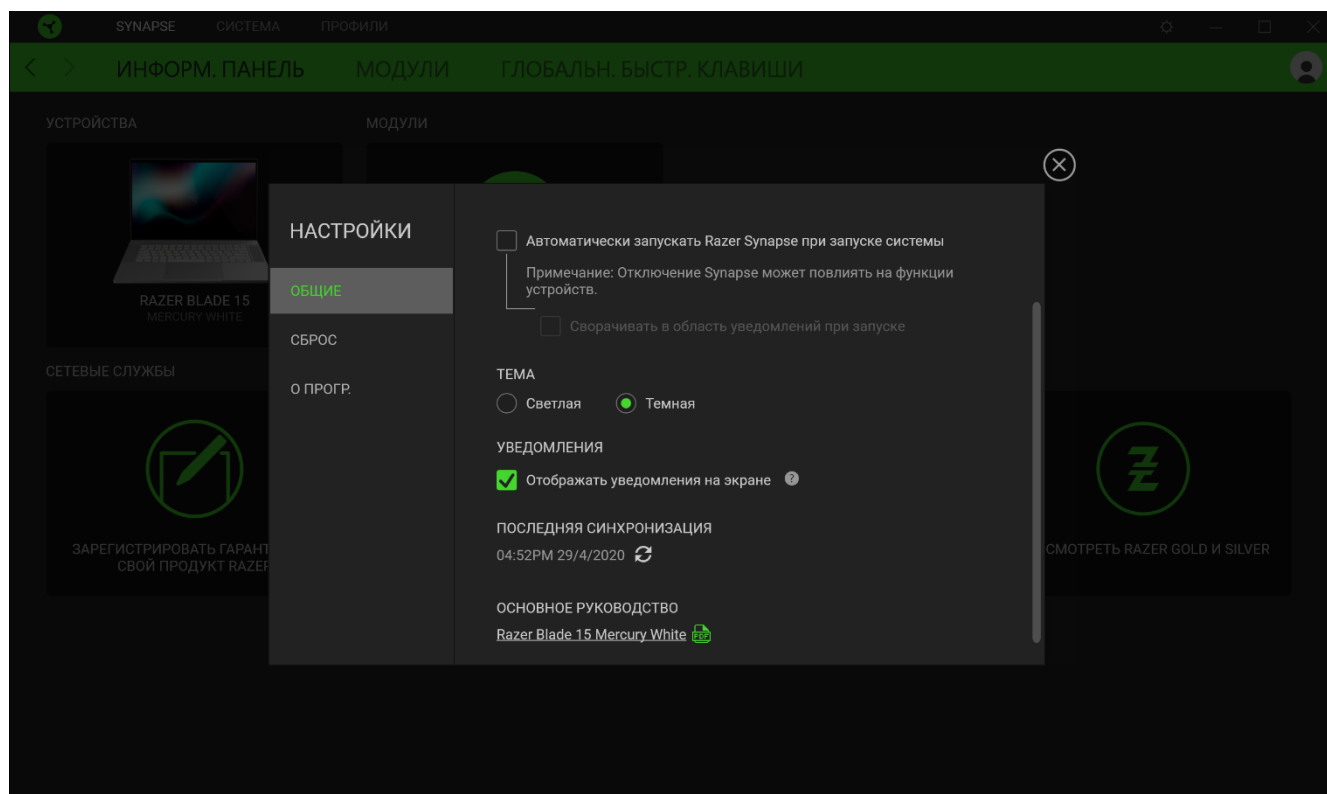 SYNAPSE СИСТЕМА ПРОФИЛИ
ИНФОРМ. ПАНЕЛЬ МОДУЛИ ГЛОБАЛЬН. БЫСТР. КЛАВИШИ
УСТРОЙСТВА МОДУЛИ
RAZER BLADE 15
MERCURY WHITE
СЕТЕВЫЕ СЛУЖБЫ
ЗАРЕГИСТРИРОВАТЬ ГАРАНТ
СВОЙ ПРОДУКТ RAZER
СМОТРЕТЬ RAZER GOLD И SILVER
НАСТРОЙКИ
ОБЩИЕ
СБРОС
О ПРОГР.
Автоматически запускать Razer Synapse при запуске системы
Примечание: Отключение Synapse может повлиять на функции
устройств.
Сворачивать в область уведомлений при запуске
ТЕМА
Светлая Темная
УВЕДОМЛЕНИЯ
Отображать уведомления на экране ?
ПОСЛЕДНЯЯ СИНХРОНИЗАЦИЯ
04:52PM 29/4/2020
ОСНОВНОЕ РУКОВОДСТВО
Razer Blade 15 Mercury White PDF